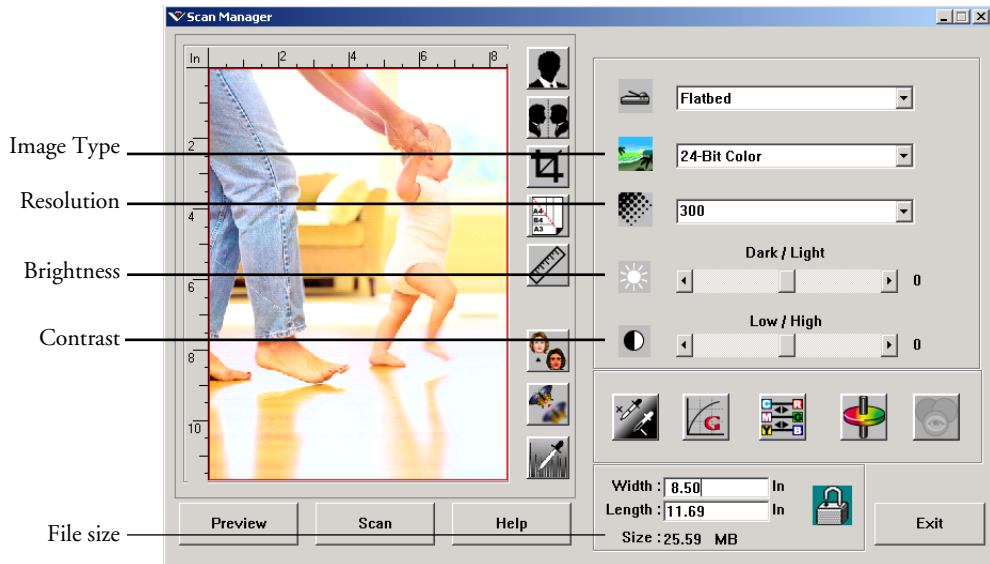 Scan Manager
In 2 4 6 8
2
4
6
8
10
Image Type
Resolution
Brightness
Contrast
File size
A4
B4
A3
Flatbed
24-Bit Color
300
Dark / Light
0
Low / High
0
G
C R
M G
Y B
Width : 8.50 In
Length : 11.69 In
Size : 25.59 MB
Preview Scan Help
Exit